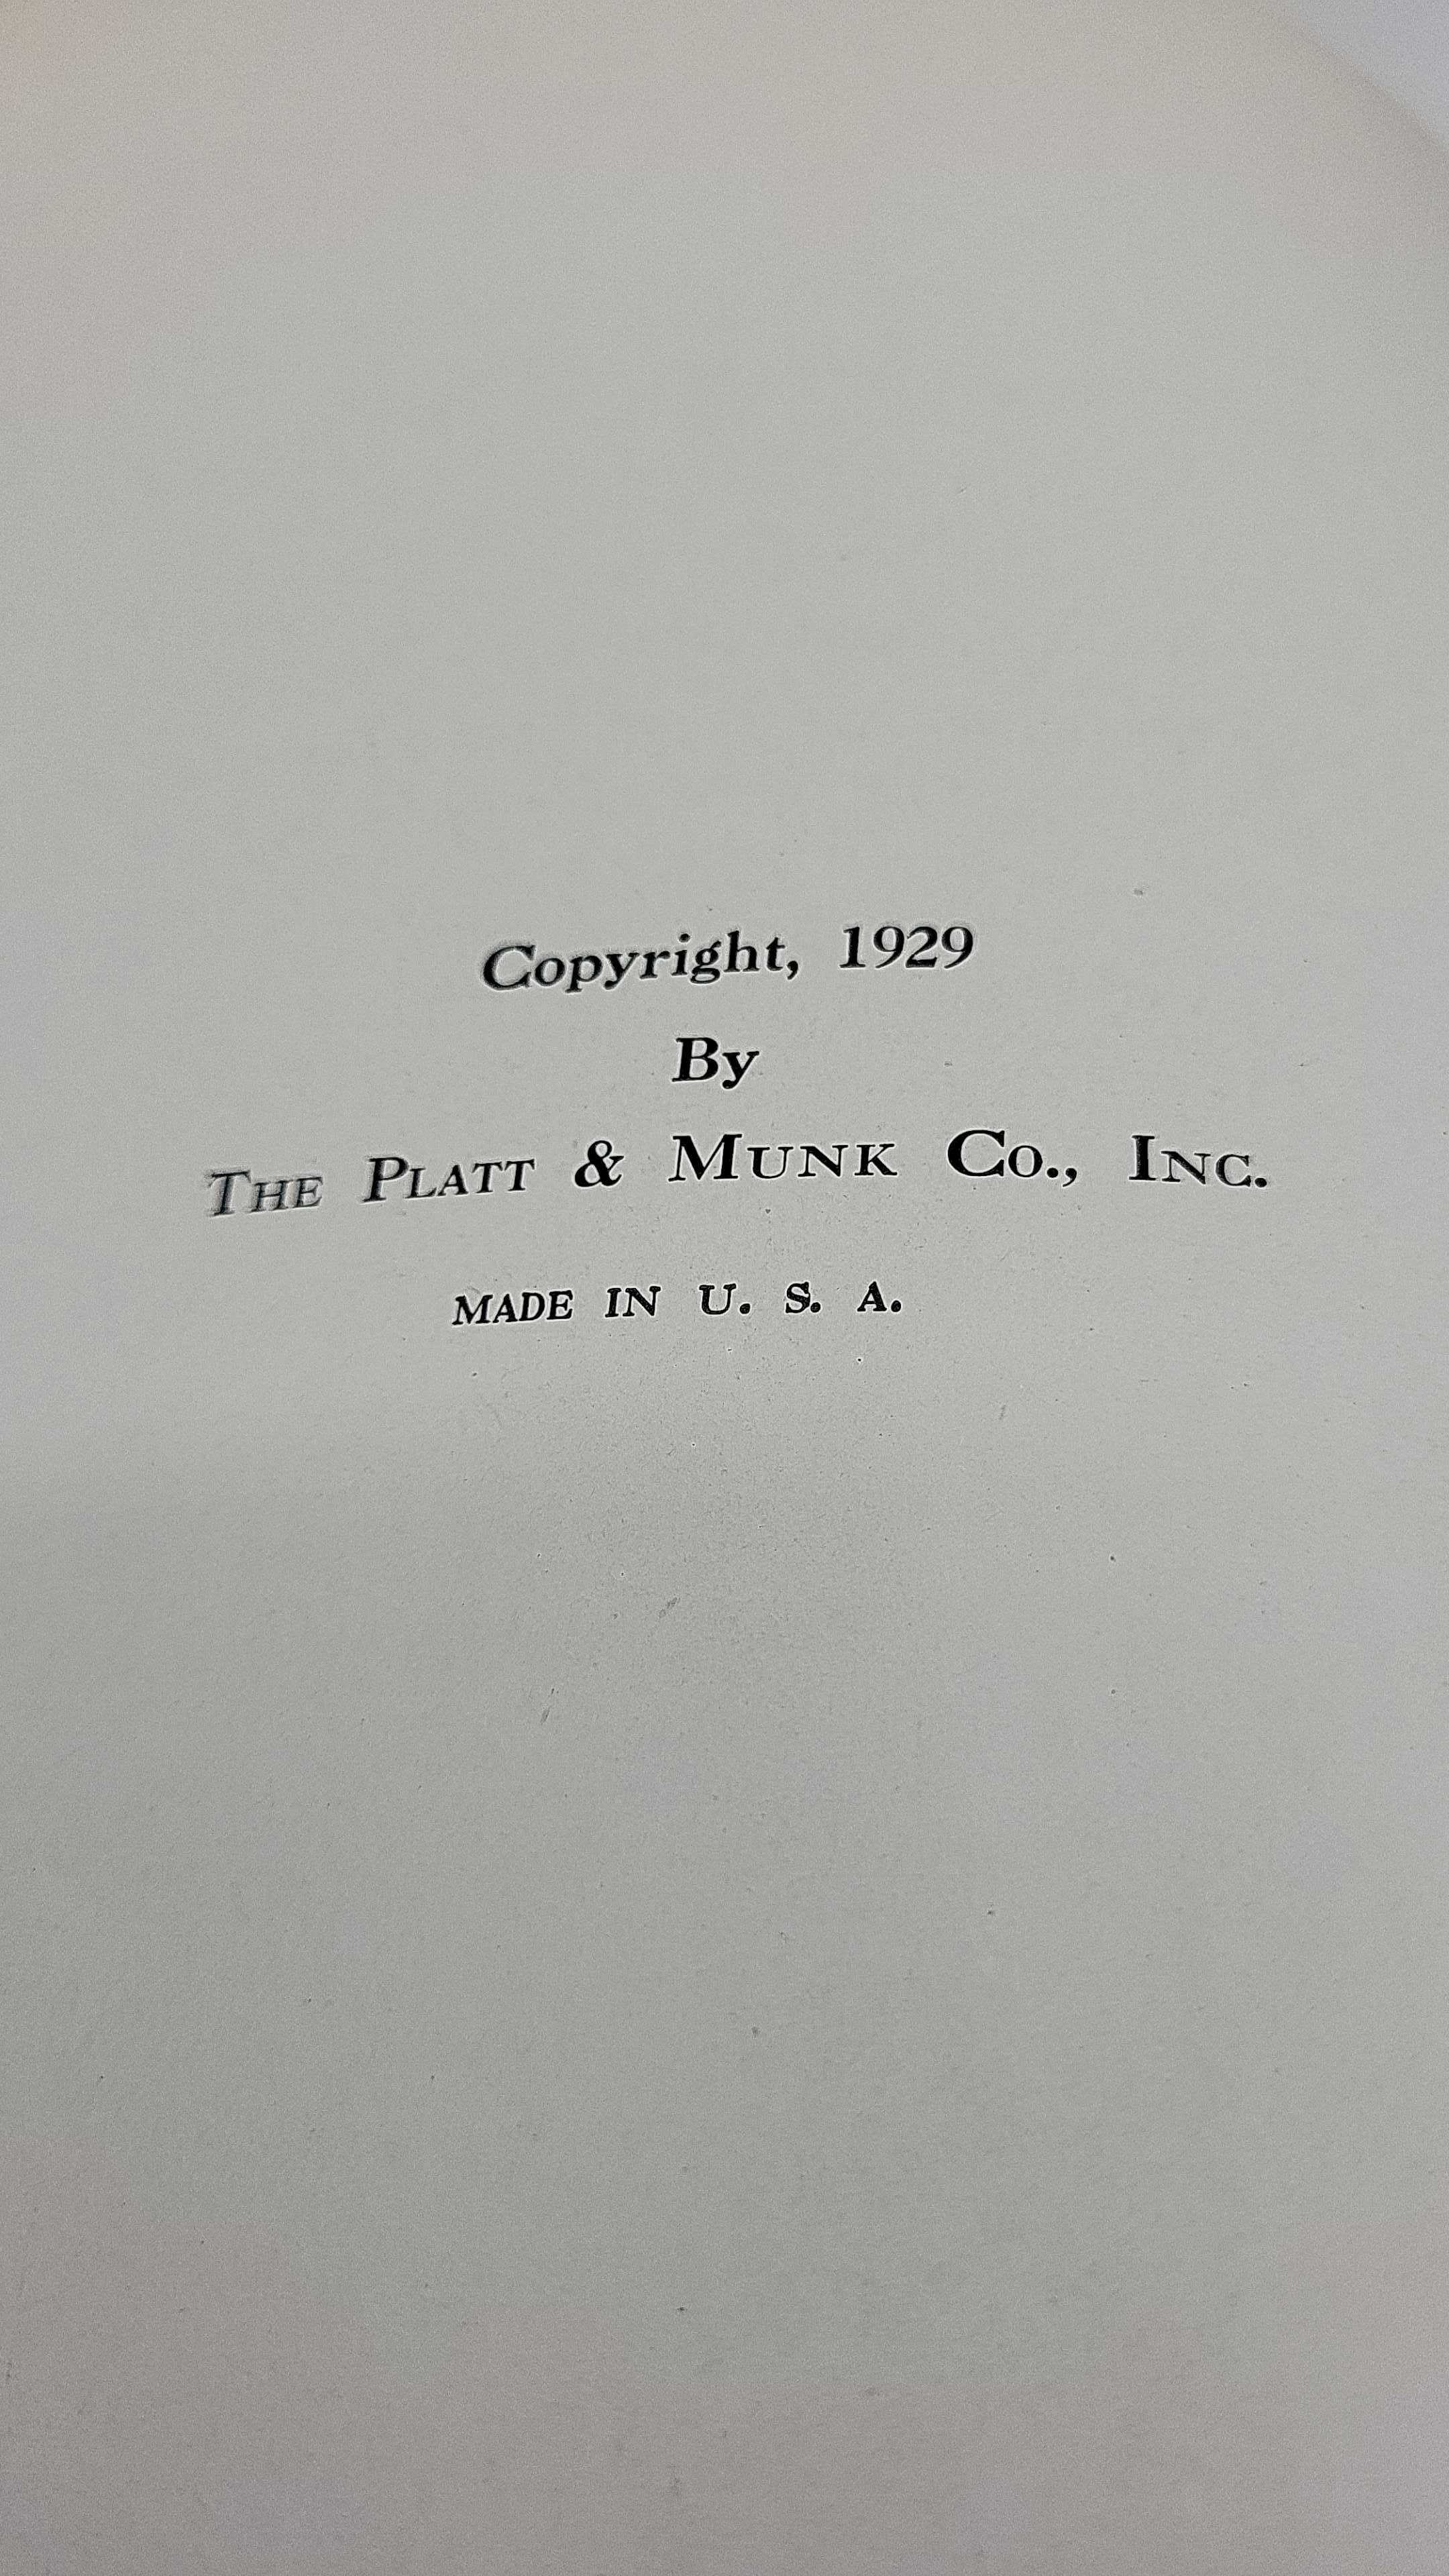 Copyright, 1929
By
THE PLATT & MUNK CO., INC.
MADE IN U. S. A.